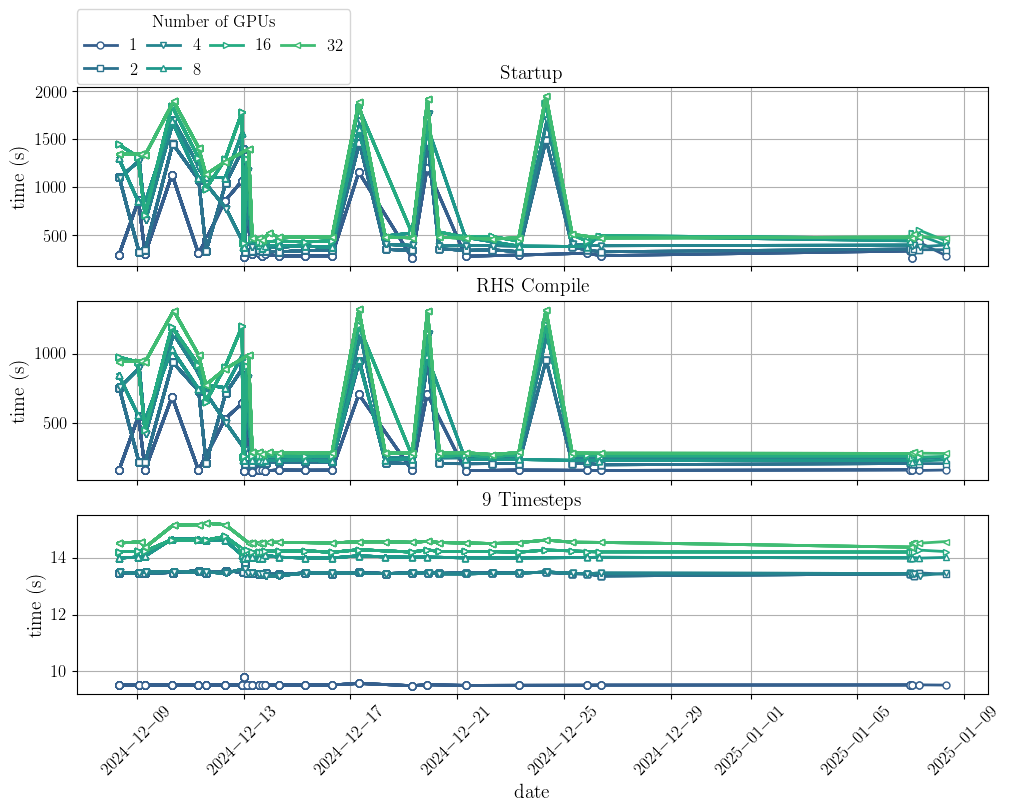 Number of GPUs
1 4 16 32
2 8
Startup
2000
1500
1000
500
time (s)
RHS Compile
1000
500
time (s)
9 Timesteps
14
12
10
time (s)
2024−12−09 2024−12−13 2024−12−17 2024−12−21 2024−12−25 2024−12−29 2025−01−01 2025−01−05 2025−01−09
date